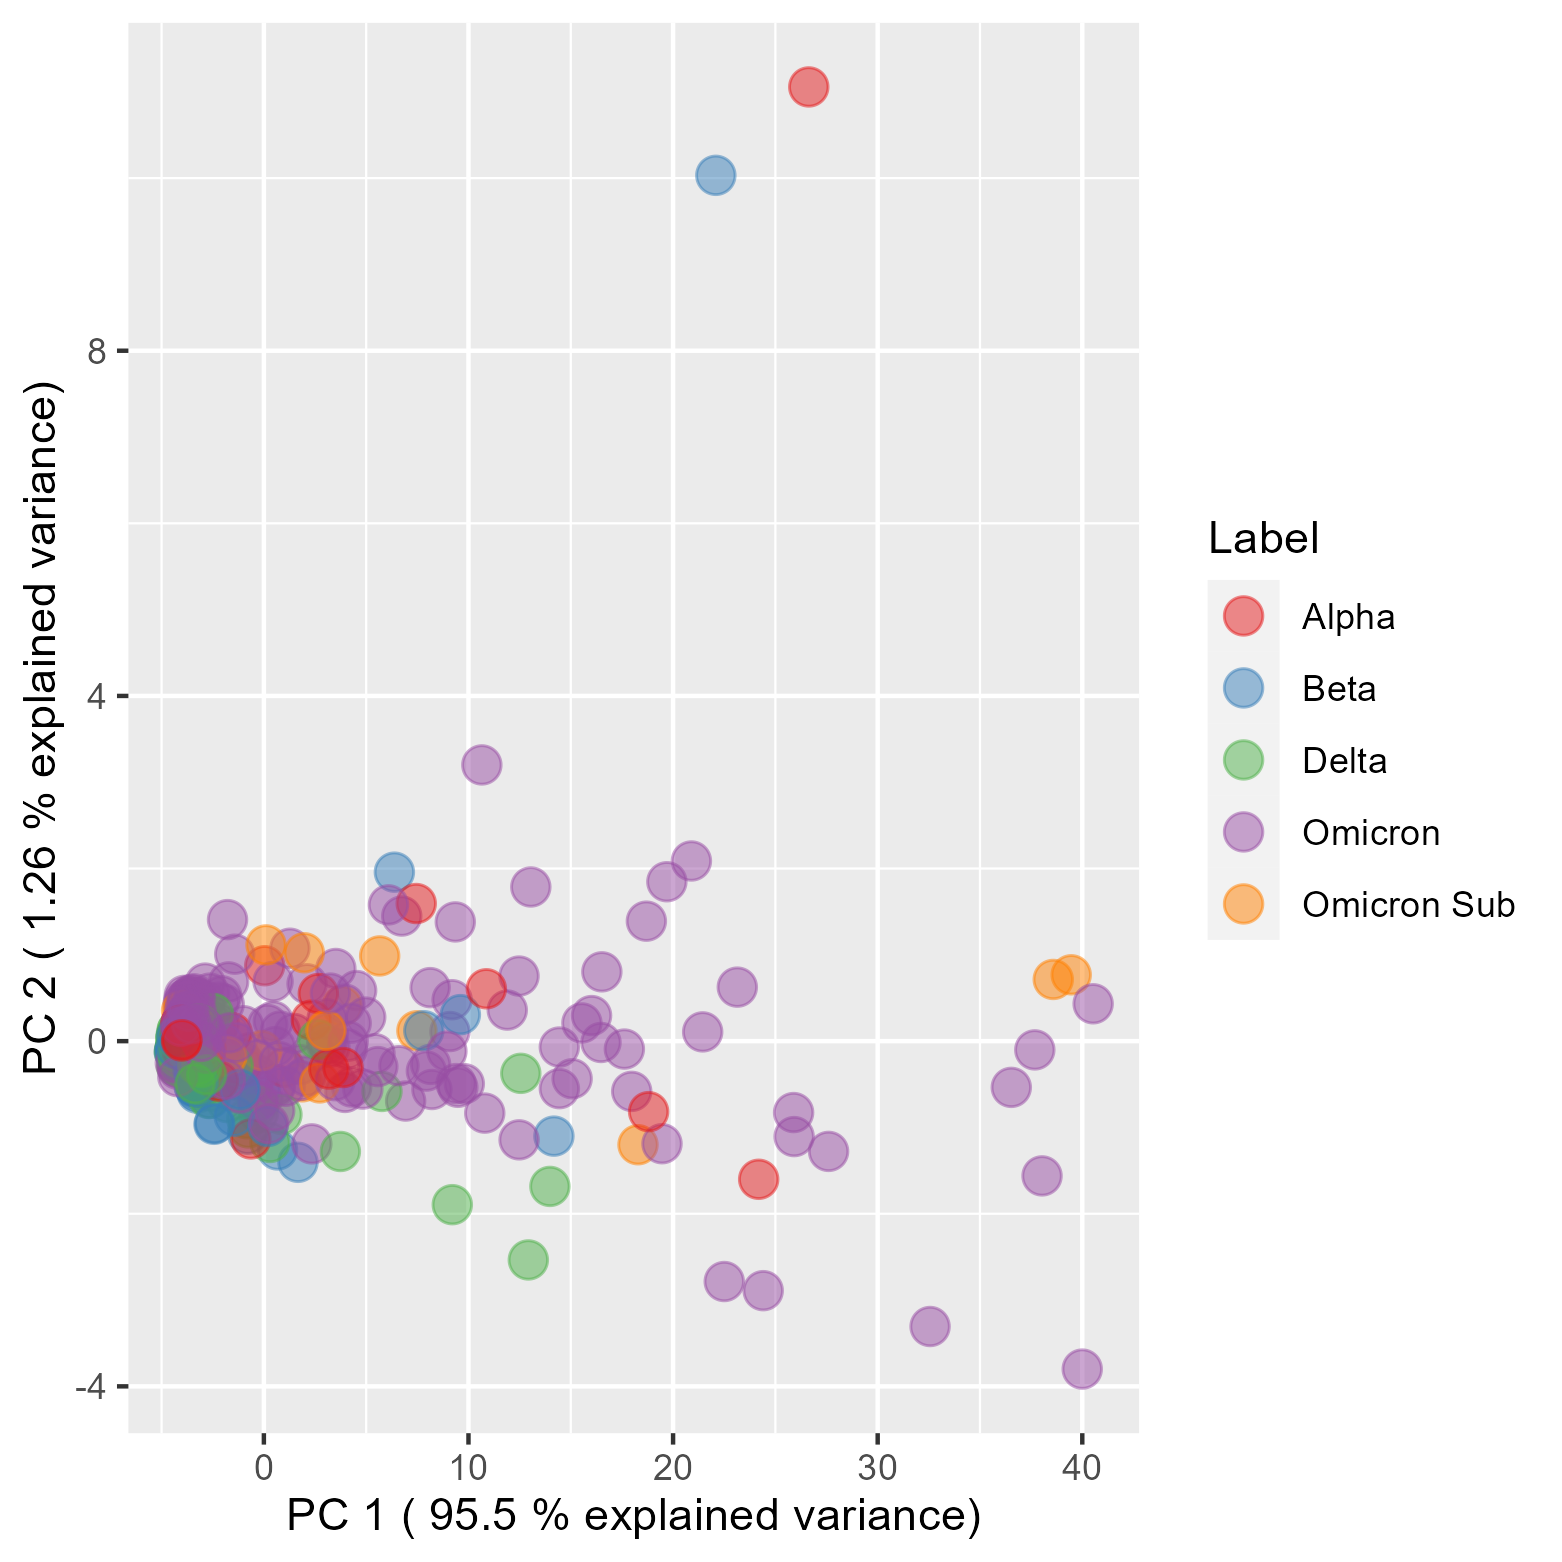 8
4
0
-4
0
10
20
30
40
PC 1 ( 95.5 % explained variance)
PC 2 ( 1.26 % explained variance)
Label
Alpha
Beta
Delta
Omicron
Omicron Sub